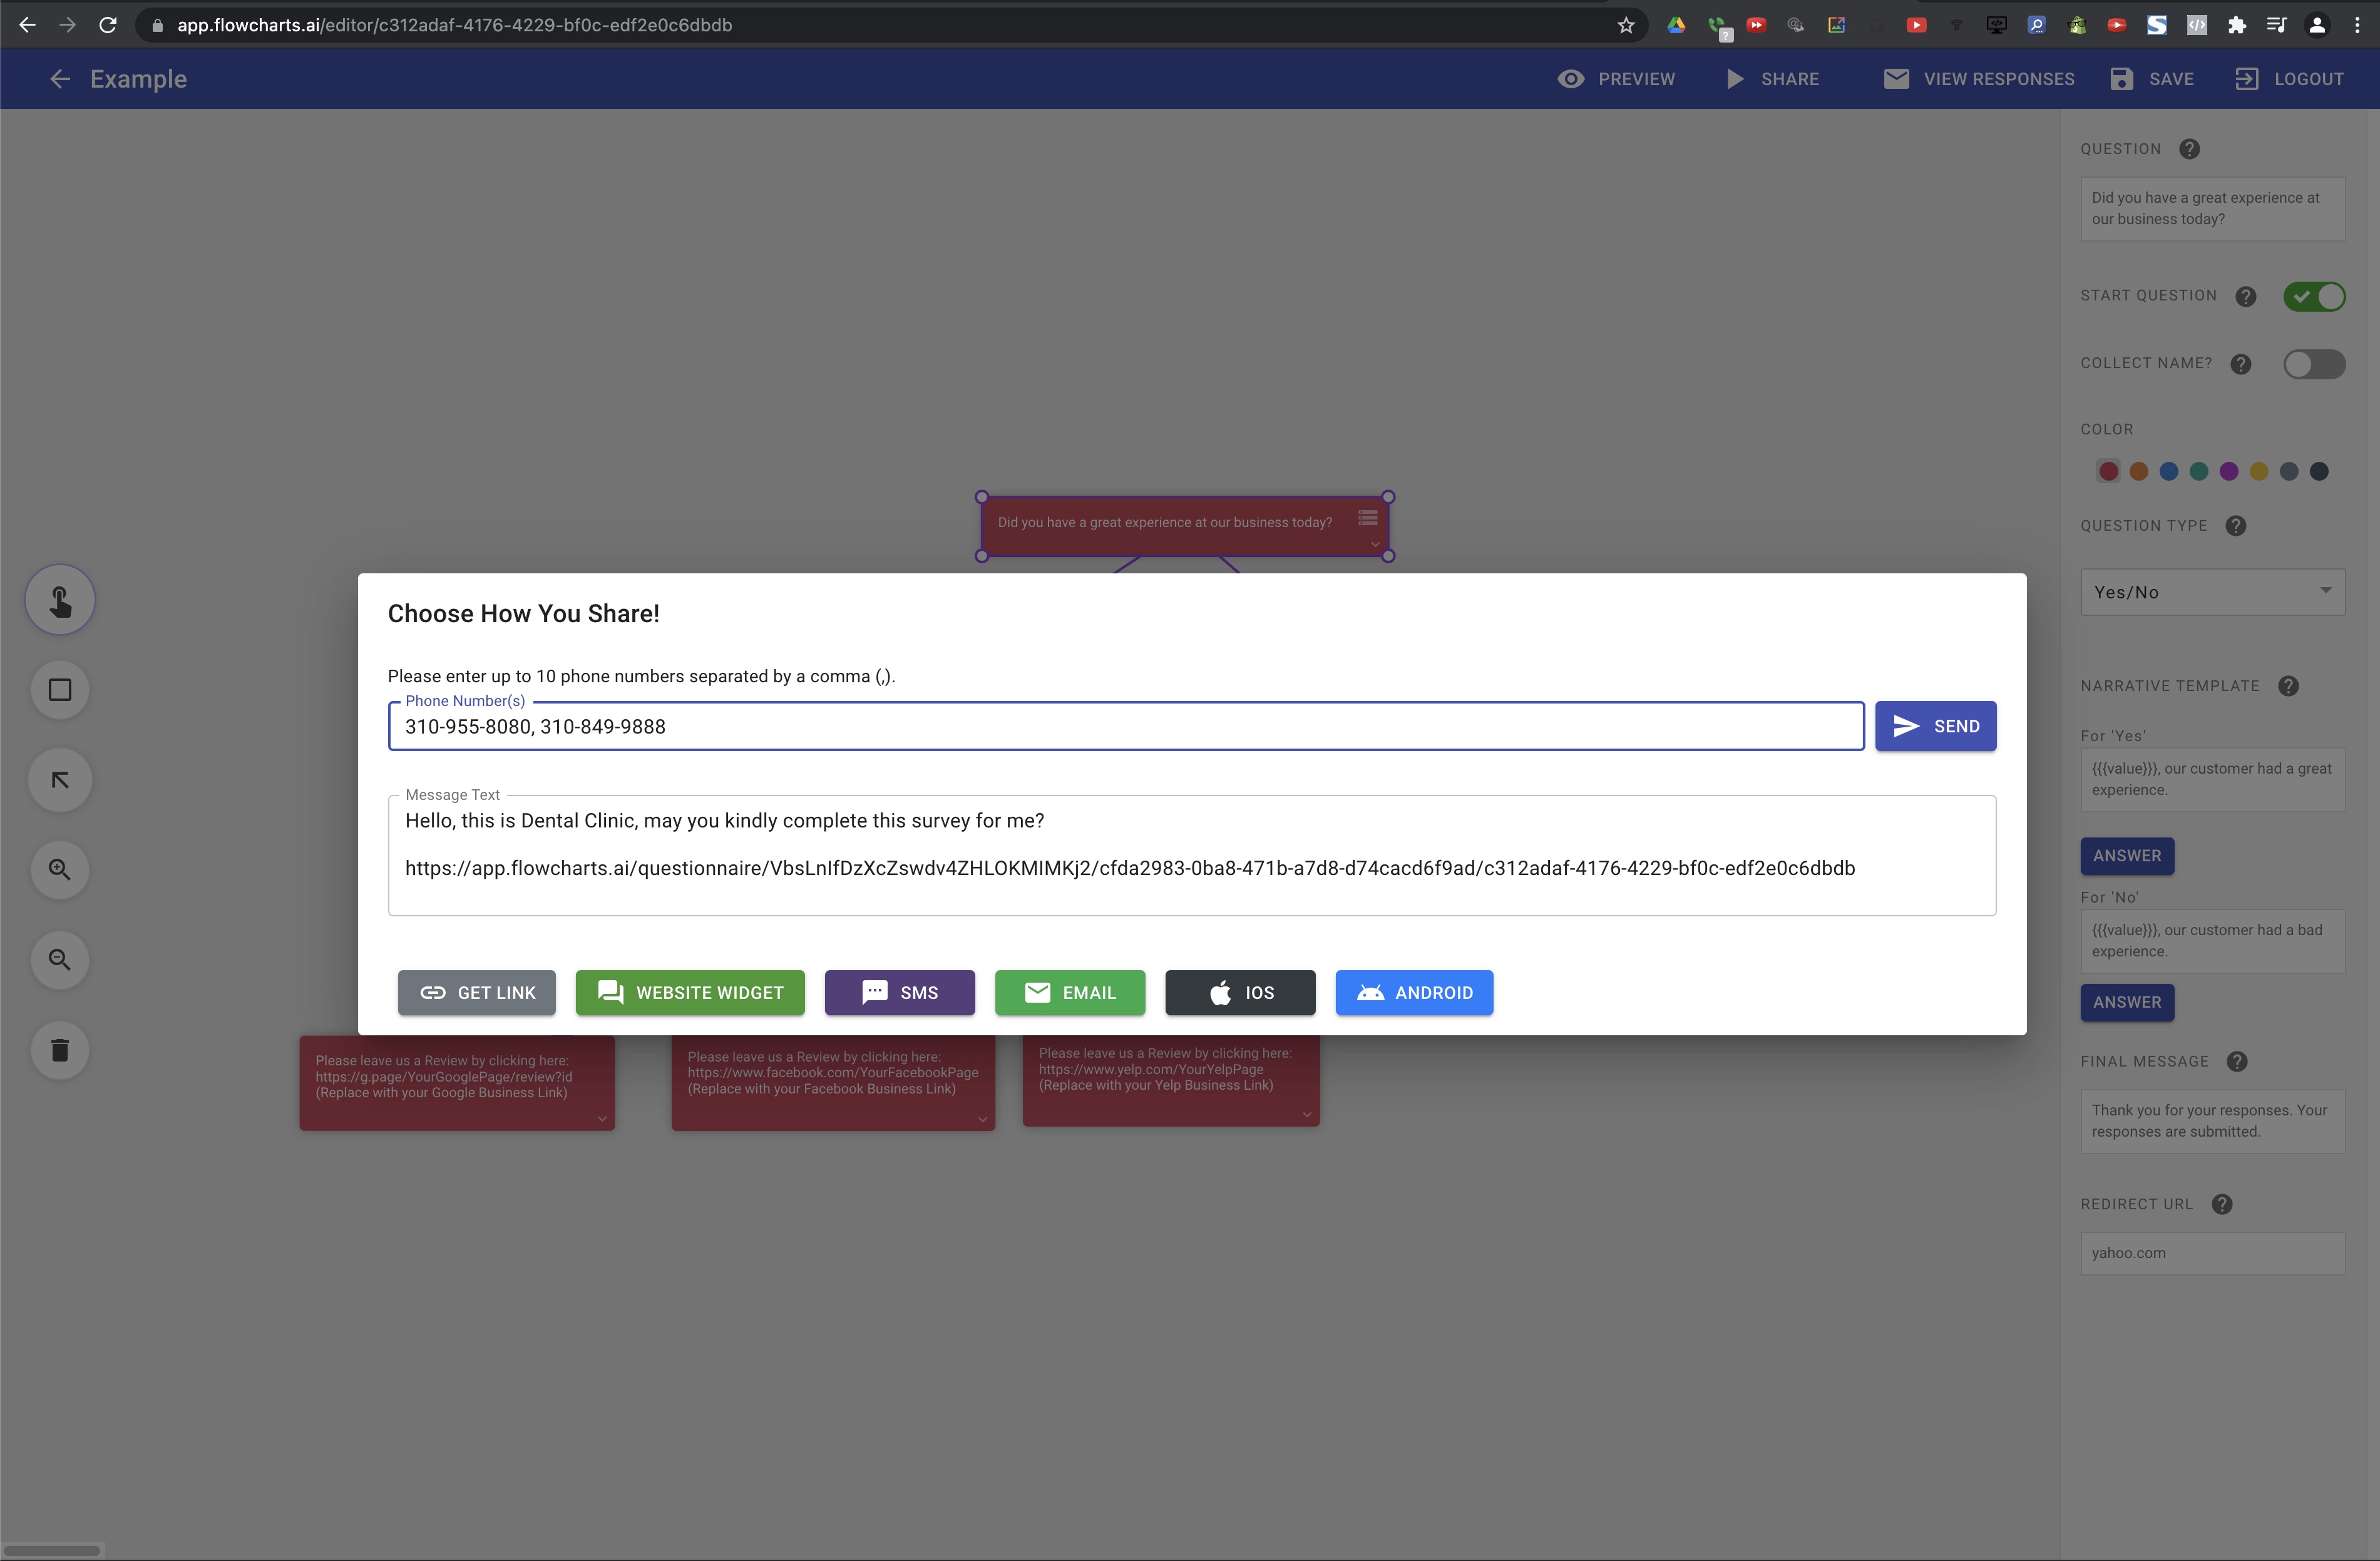 app.flowcharts.ai/editor/c312adaf-4176-4229-bf0c-edf2e0c6dbdb
Example
PREVIEW
SHARE
VIEW RESPONSES
SAVE
LOGOUT
Did you have a great experience at our business today?
Choose How You Share!
Please enter up to 10 phone numbers separated by a comma (,).
Phone Number(s)
310-955-8080, 310-849-9888
SEND
Message Text
Hello, this is Dental Clinic, may you kindly complete this survey for me?
https://app.flowcharts.ai/questionnaire/VbsLnIfDzXcZswdv4ZHLOKMIMKj2/cfda2983-0ba8-471b-a7d8-d74cacd6f9ad/c312adaf-4176-4229-bf0c-edf2e0c6dbdb
GET LINK
WEBSITE WIDGET
SMS
EMAIL
IOS
ANDROID
Please leave us a Review by clicking here:
https://g.page/YourGooglePage/review?id
(Replace with your Google Business Link)
Please leave us a Review by clicking here:
https://www.facebook.com/YourFacebookPage
(Replace with your Facebook Business Link)
Please leave us a Review by clicking here:
https://www.yelp.com/YourYelpPage
(Replace with your Yelp Business Link)
QUESTION
Did you have a great experience at
our business today?
START QUESTION
COLLECT NAME?
COLOR
QUESTION TYPE
Yes/No
NARRATIVE TEMPLATE
For 'Yes'
{{{value}}}, our customer had a great
experience.
ANSWER
For 'No'
{{{value}}}, our customer had a bad
experience.
ANSWER
FINAL MESSAGE
Thank you for your responses. Your
responses are submitted.
REDIRECT URL
yahoo.com